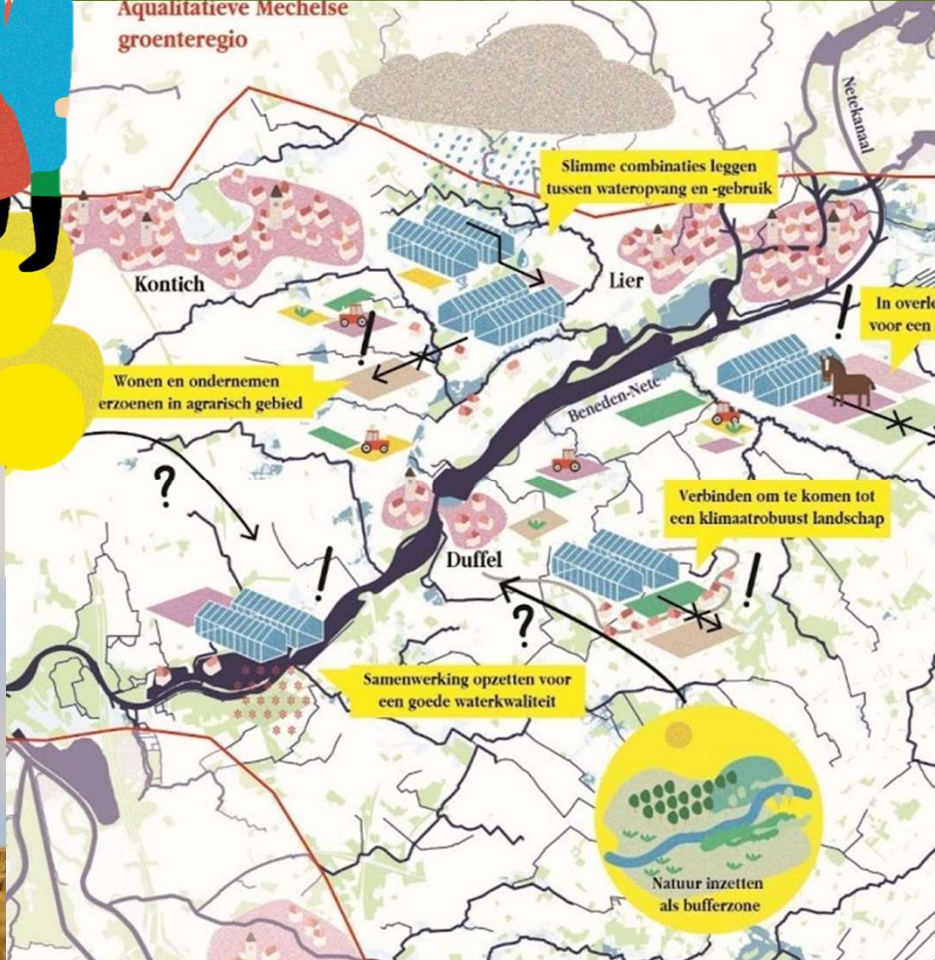 Aqualitatieve Mechelse
groenteregio
Netekanaal
Slimme combinaties leggen
tussen wateropvang en -gebruik
Kontich
Lier
In
voor een
Wonen en ondernemen
erzoenen in agrarisch gebied
Beneden-Nete
?
!
!
Verbinden om te komen tot
een klimaatrobuust landschap
Duffel
!
!
?
Samenwerking opzetten voor
een goede waterkwaliteit
Natuur inzetten
als bufferzone